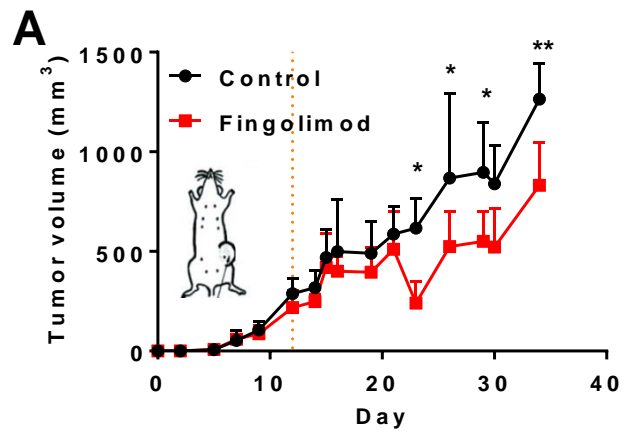 A
1500
1000
500
0
Tumor volume (mm³)
Control
Fingolimod
*
*
*
**
0 10 20 30 40
Day